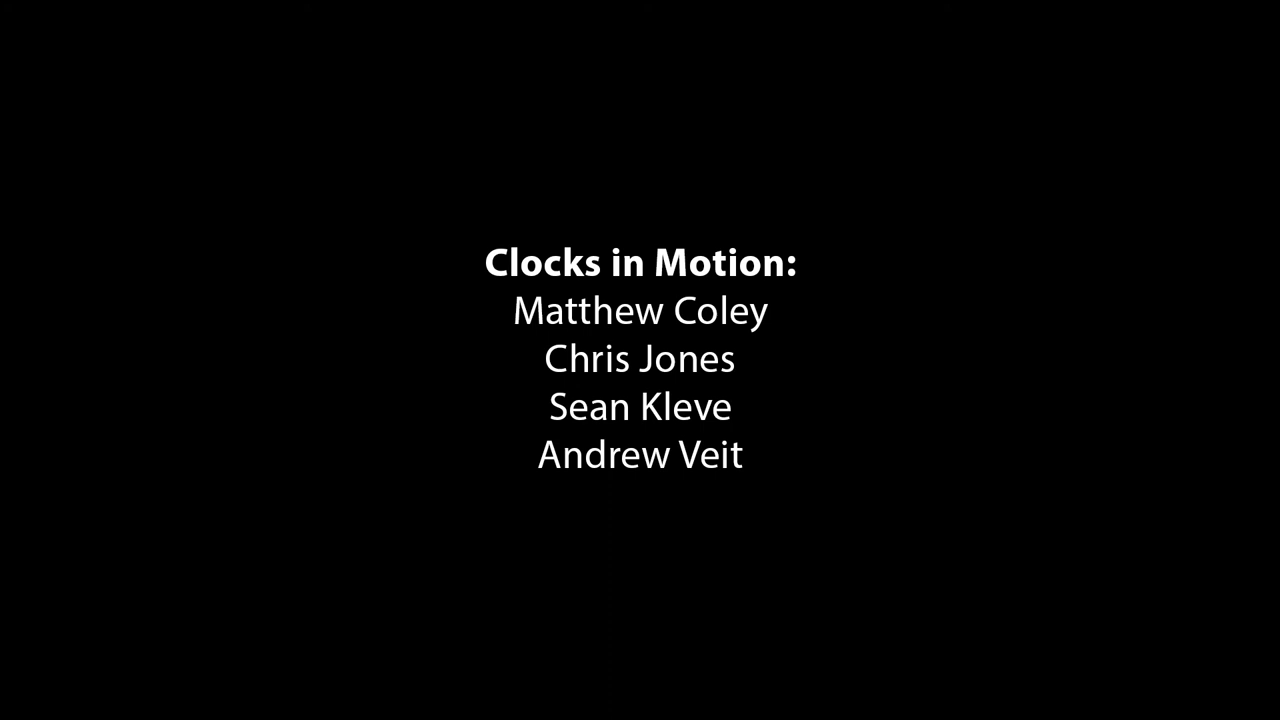 Clocks in Motion:
Matthew Coley
Chris Jones
Sean Kleve
Andrew Veit